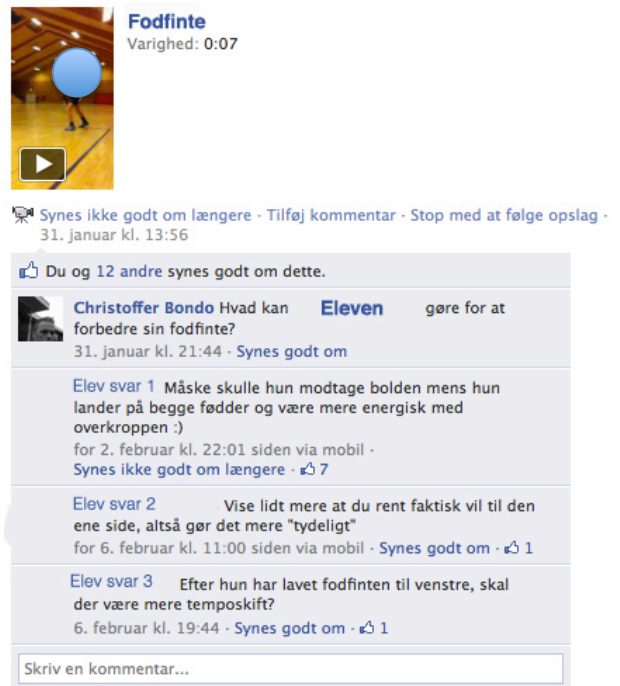 Fodfinte
Varighed: 0:07
Synes ikke godt om længere · Tilføj kommentar · Stop med at følge opslag ·
31. januar kl. 13:56
Du og 12 andre synes godt om dette.
Christoffer Bondo Hvad kan Eleven gøre for at
forbedre sin fodfinte?
31. januar kl. 21:44 · Synes godt om
Elev svar 1 Måske skulle hun modtage bolden mens hun
lander på begge fødder og være mere energisk med
overkroppen :)
for 2. februar kl. 22:01 siden via mobil ·
Synes ikke godt om længere · 7
Elev svar 2 Vise lidt mere at du rent faktisk vil til den
ene side, altså gør det mere "tydeligt"
for 6. februar kl. 11:00 siden via mobil · Synes godt om · 1
Elev svar 3 Efter hun har lavet fodfinten til venstre, skal
der være mere temposkift?
6. februar kl. 19:44 · Synes godt om · 1
Skriv en kommentar...